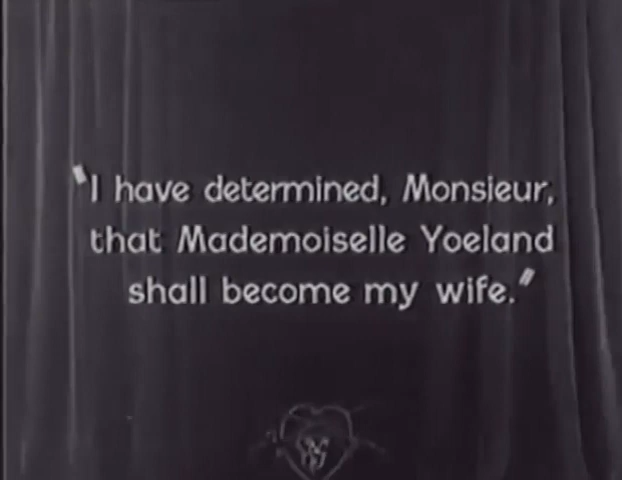 "I have determined, Monsieur,
that Mademoiselle Yoeland
shall become my wife."